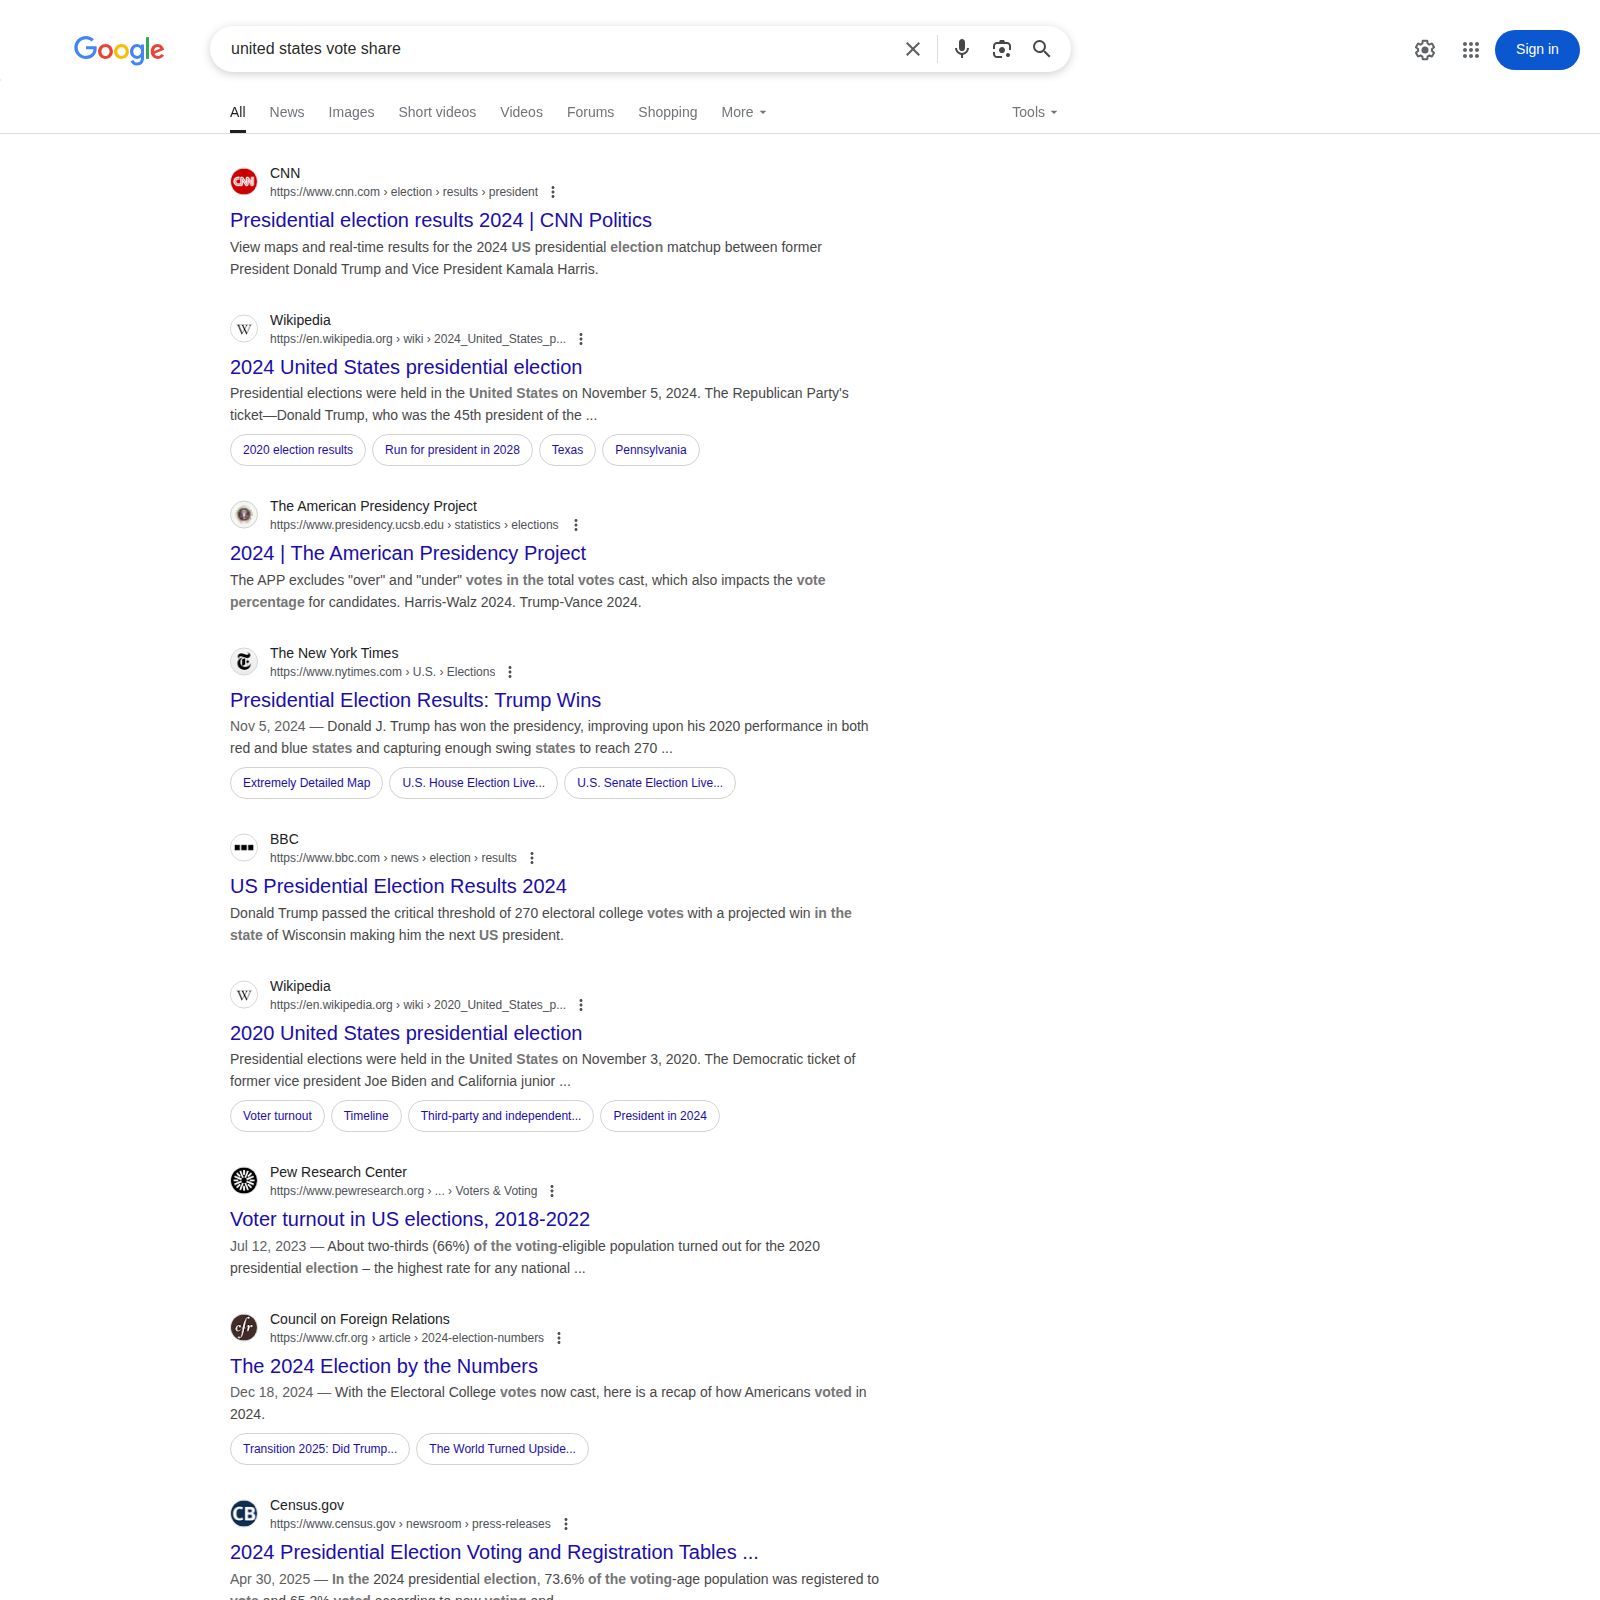 Google
united states vote share
Sign in
All News Images Short videos Videos Forums Shopping More Tools
CNN
CNN
https://www.cnn.com › election › results › president
Presidential election results 2024 | CNN Politics
View maps and real-time results for the 2024 US presidential election matchup between former
President Donald Trump and Vice President Kamala Harris.
W
Wikipedia
https://en.wikipedia.org › wiki › 2024_United_States_p...
2024 United States presidential election
Presidential elections were held in the United States on November 5, 2024. The Republican Party's
ticket—Donald Trump, who was the 45th president of the ...
2020 election results Run for president in 2028 Texas Pennsylvania
The American Presidency Project
https://www.presidency.ucsb.edu › statistics › elections
2024 | The American Presidency Project
The APP excludes "over" and "under" votes in the total votes cast, which also impacts the vote
percentage for candidates. Harris-Walz 2024. Trump-Vance 2024.
T
The New York Times
https://www.nytimes.com › U.S. › Elections
Presidential Election Results: Trump Wins
Nov 5, 2024 — Donald J. Trump has won the presidency, improving upon his 2020 performance in both
red and blue states and capturing enough swing states to reach 270 ...
Extremely Detailed Map U.S. House Election Live... U.S. Senate Election Live...
BBC
https://www.bbc.com › news › election › results
US Presidential Election Results 2024
Donald Trump passed the critical threshold of 270 electoral college votes with a projected win in the
state of Wisconsin making him the next US president.
W
Wikipedia
https://en.wikipedia.org › wiki › 2020_United_States_p...
2020 United States presidential election
Presidential elections were held in the United States on November 3, 2020. The Democratic ticket of
former vice president Joe Biden and California junior ...
Voter turnout Timeline Third-party and independent... President in 2024
Pew Research Center
https://www.pewresearch.org › ... › Voters & Voting
Voter turnout in US elections, 2018-2022
Jul 12, 2023 — About two-thirds (66%) of the voting-eligible population turned out for the 2020
presidential election – the highest rate for any national ...
cfr
Council on Foreign Relations
https://www.cfr.org › article › 2024-election-numbers
The 2024 Election by the Numbers
Dec 18, 2024 — With the Electoral College votes now cast, here is a recap of how Americans voted in
2024.
Transition 2025: Did Trump... The World Turned Upside...
CB
Census.gov
https://www.census.gov › newsroom › press-releases
2024 Presidential Election Voting and Registration Tables ...
Apr 30, 2025 — In the 2024 presidential election, 73.6% of the voting-age population was registered to